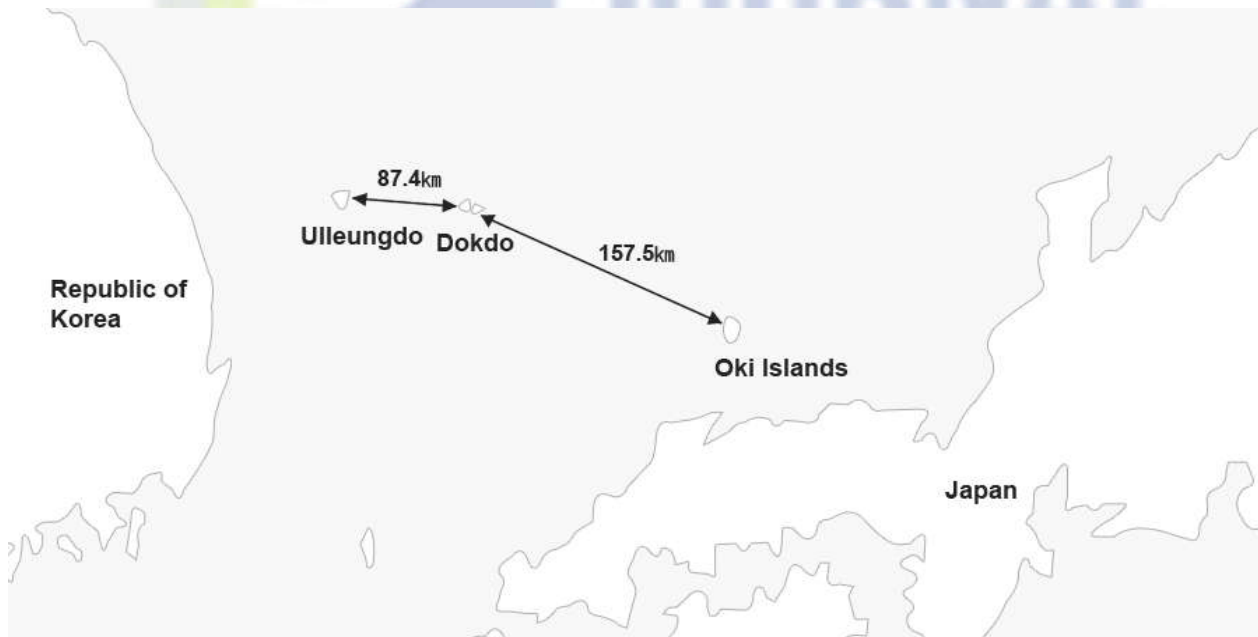 87.4㎞
Ulleungdo
Dokdo
157.5㎞
Republic of
Korea
Oki Islands
Japan